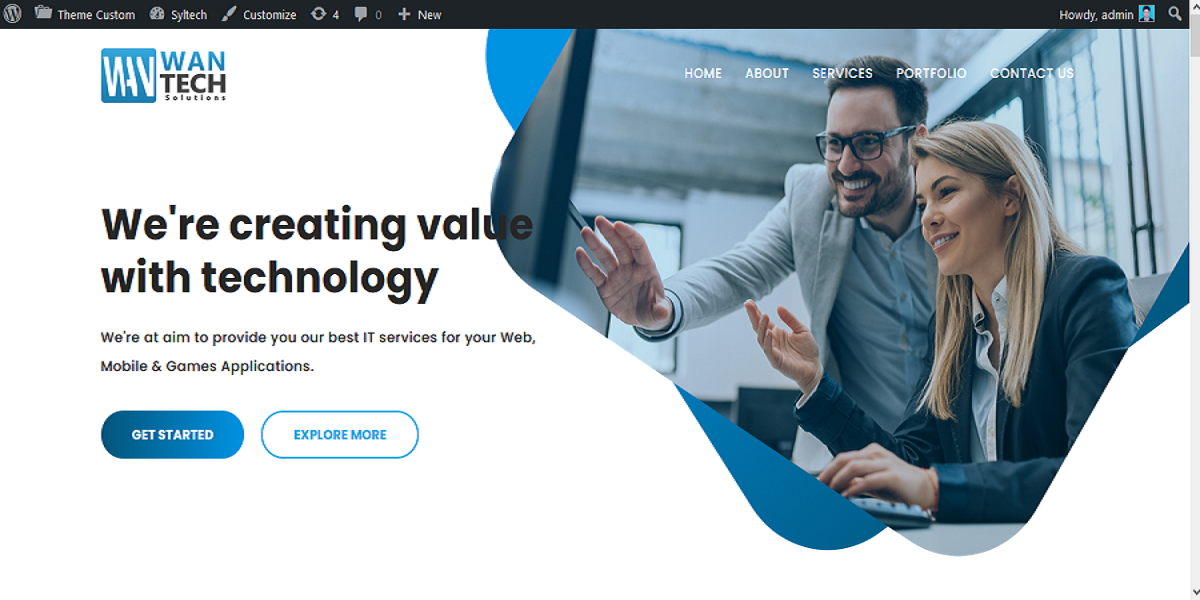 Theme Custom Syltech Customize 4 0 New Howdy, admin
WAN
TECH
Solutions
WAN
HOME ABOUT SERVICES PORTFOLIO CONTACT US
We're creating value
with technology
We're at aim to provide you our best IT services for your Web,
Mobile & Games Applications.
GET STARTED EXPLORE MORE